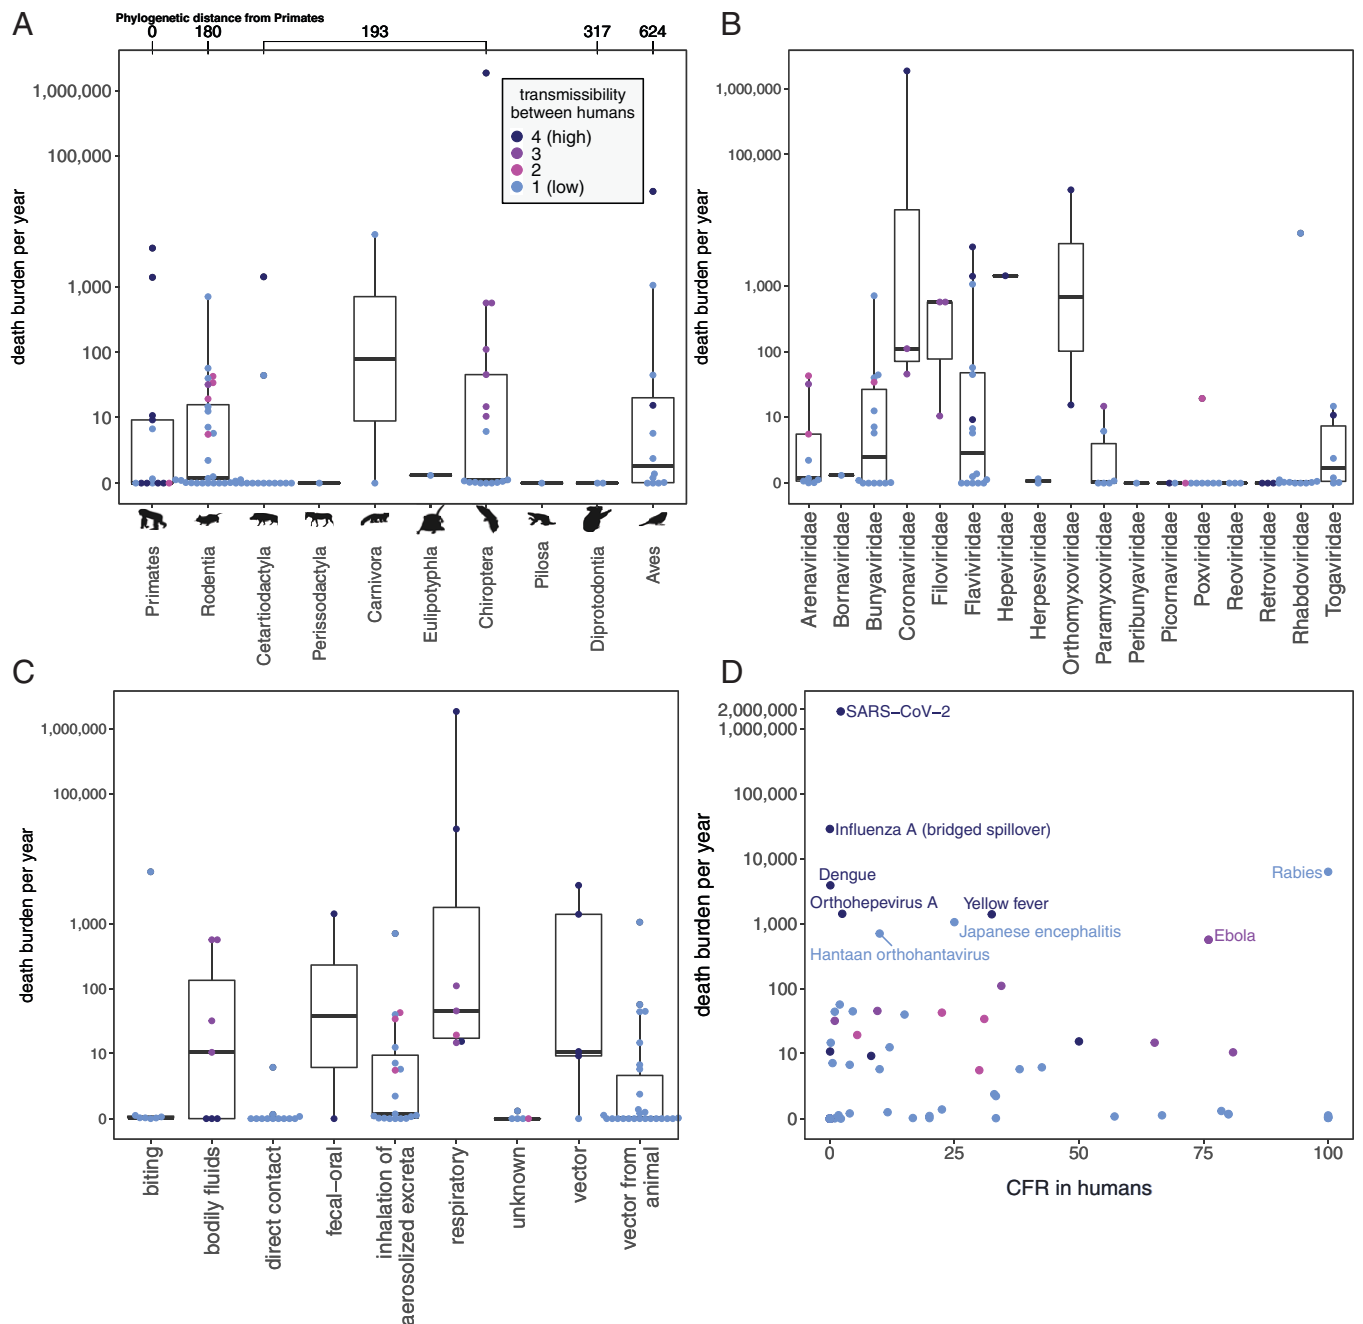 A
Phylogenetic distance from Primates
0 180 193 317 624
death burden per year
1,000,000
100,000
1,000
100
10
0
transmissibility
between humans
4 (high)
3
2
1 (low)
Primates
Rodentia
Cetartiodactyla
Perissodactyla
Carnivora
Eulipotyphla
Chiroptera
Pilosa
Diprotodontia
Aves
B
death burden per year
1,000,000
100,000
1,000
100
10
0
Arenaviridae
Bornaviridae
Bunyaviridae
Coronaviridae
Filoviridae
Flaviviridae
Hepeviridae
Herpesviridae
Orthomyxoviridae
Paramyxoviridae
Peribunyaviridae
Picornaviridae
Poxviridae
Reoviridae
Retroviridae
Rhabdoviridae
Togaviridae
C
death burden per year
1,000,000
100,000
1,000
100
10
0
biting
bodily fluids
direct contact
fecal−oral
inhalation of
aerosolized excreta
respiratory
unknown
vector
vector from
animal
D
death burden per year
2,000,000
1,000,000
100,000
10,000
1,000
100
10
0
SARS−CoV−2
Influenza A (bridged spillover)
Dengue
Rabies
Orthohepevirus A
Yellow fever
Japanese encephalitis
Ebola
Hantaan orthohantavirus
0 25 50 75 100
CFR in humans